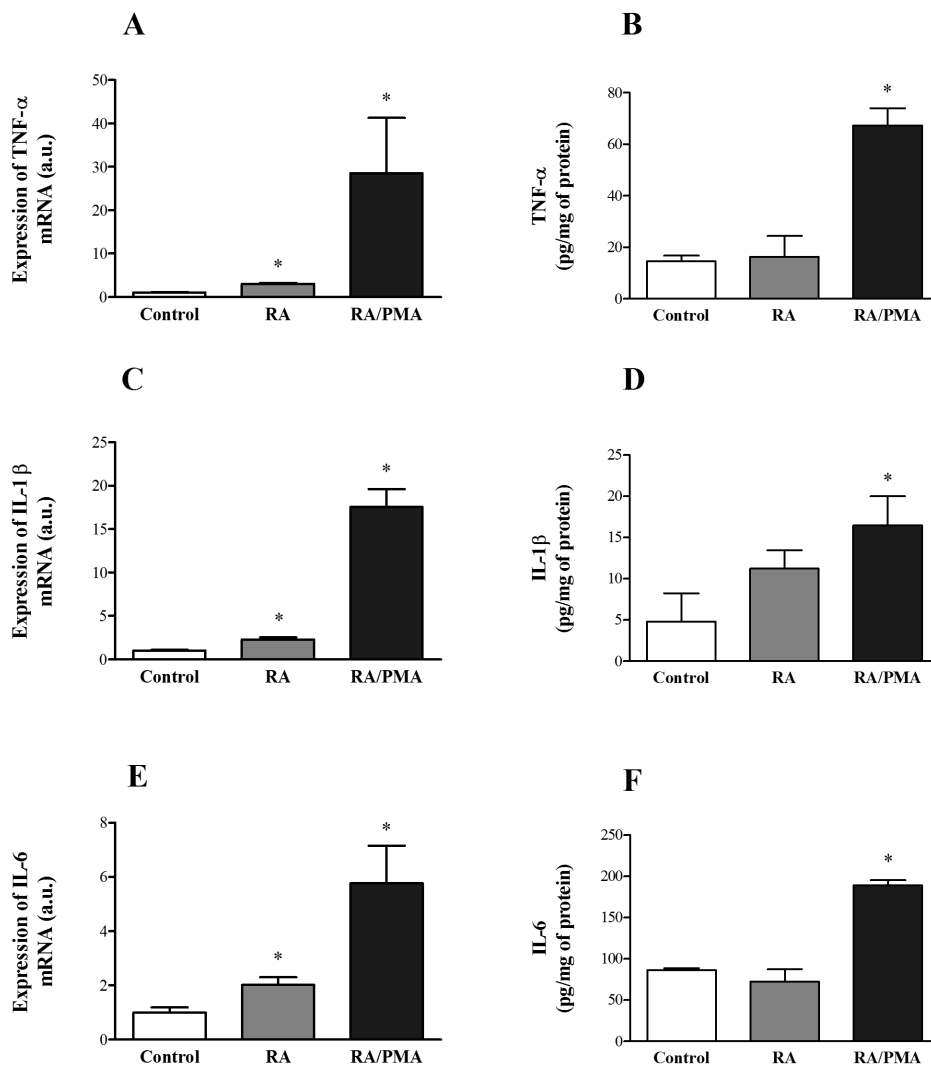 A
Expression of TNF-α
mRNA (a.u.)
50
40
30
20
10
0
*
*
Control RA RA/PMA
B
TNF-α
(pg/mg of protein)
80
60
40
20
0
*
Control RA RA/PMA
C
Expression of IL-1β
mRNA (a.u.)
25
20
15
10
5
0
*
*
Control RA RA/PMA
D
IL-1β
(pg/mg of protein)
25
20
15
10
5
0
*
Control RA RA/PMA
E
Expression of IL-6
mRNA (a.u.)
8
6
4
2
0
*
*
Control RA RA/PMA
F
IL-6
(pg/mg of protein)
250
200
150
100
50
0
*
Control RA RA/PMA